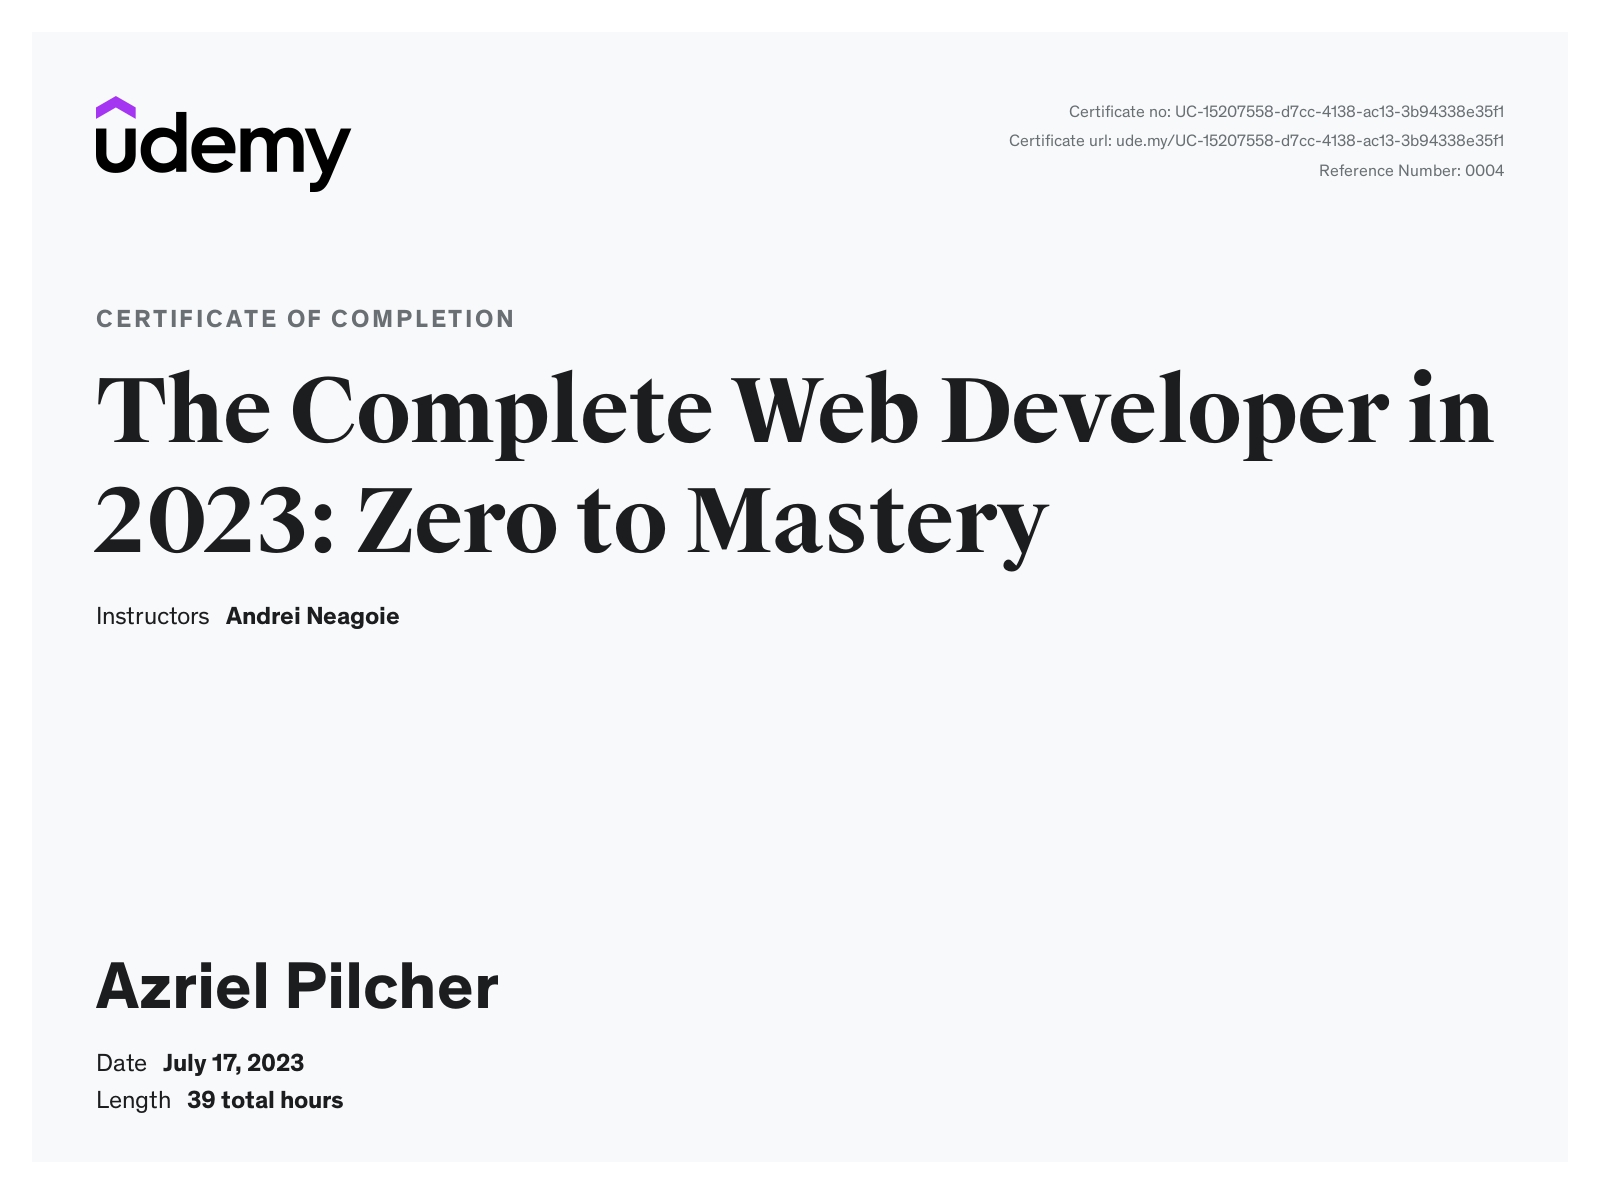 udemy
Certificate no: UC-15207558-d7cc-4138-ac13-3b94338e35f1
Certificate url: ude.my/UC-15207558-d7cc-4138-ac13-3b94338e35f1
Reference Number: 0004
CERTIFICATE OF COMPLETION
The Complete Web Developer in
2023: Zero to Mastery
Instructors Andrei Neagoie
Azriel Pilcher
Date July 17, 2023
Length 39 total hours